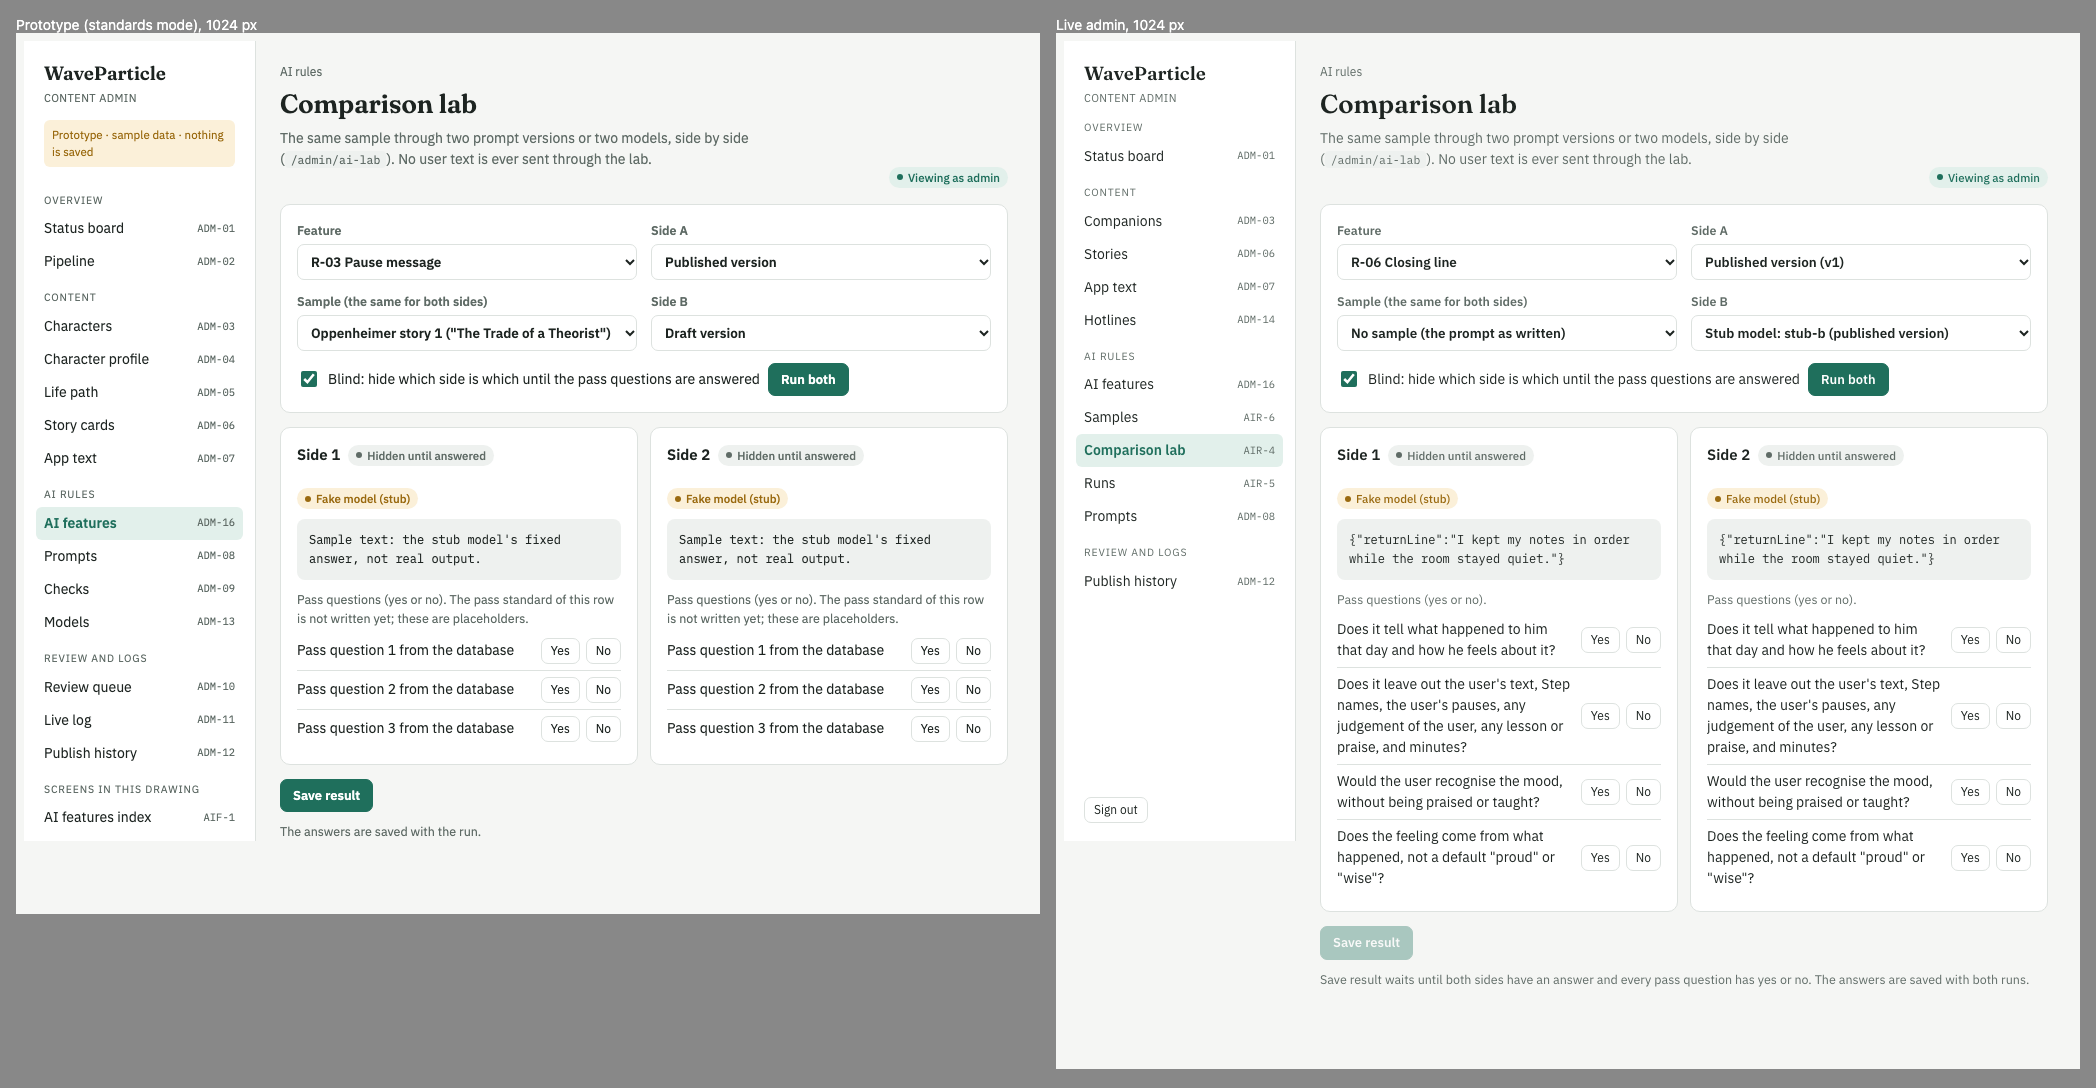 Prototype (standards mode), 1024 px
WaveParticle
CONTENT ADMIN
Prototype · sample data · nothing
is saved
OVERVIEW
Status board ADM-01
Pipeline ADM-02
CONTENT
Characters ADM-03
Character profile ADM-04
Life path ADM-05
Story cards ADM-06
App text ADM-07
AI RULES
AI features ADM-16
Prompts ADM-08
Checks ADM-09
Models ADM-13
REVIEW AND LOGS
Review queue ADM-10
Live log ADM-11
Publish history ADM-12
SCREENS IN THIS DRAWING
AI features index AIF-1
AI rules
Comparison lab
The same sample through two prompt versions or two models, side by side
( /admin/ai-lab ). No user text is ever sent through the lab.
Viewing as admin
Feature
R-03 Pause message
Side A
Published version
Sample (the same for both sides)
Oppenheimer story 1 ("The Trade of a Theorist")
Side B
Draft version
Blind: hide which side is which until the pass questions are answered
Run both
Side 1 Hidden until answered
Fake model (stub)
Sample text: the stub model's fixed
answer, not real output.
Pass questions (yes or no). The pass standard of this row
is not written yet; these are placeholders.
Pass question 1 from the database Yes No
Pass question 2 from the database Yes No
Pass question 3 from the database Yes No
Side 2 Hidden until answered
Fake model (stub)
Sample text: the stub model's fixed
answer, not real output.
Pass questions (yes or no). The pass standard of this row
is not written yet; these are placeholders.
Pass question 1 from the database Yes No
Pass question 2 from the database Yes No
Pass question 3 from the database Yes No
Save result
The answers are saved with the run.
Live admin, 1024 px
WaveParticle
CONTENT ADMIN
OVERVIEW
Status board ADM-01
CONTENT
Companions ADM-03
Stories ADM-06
App text ADM-07
Hotlines ADM-14
AI RULES
AI features ADM-16
Samples AIR-6
Comparison lab AIR-4
Runs AIR-5
Prompts ADM-08
REVIEW AND LOGS
Publish history ADM-12
Sign out
AI rules
Comparison lab
The same sample through two prompt versions or two models, side by side
( /admin/ai-lab ). No user text is ever sent through the lab.
Viewing as admin
Feature
R-06 Closing line
Side A
Published version (v1)
Sample (the same for both sides)
No sample (the prompt as written)
Side B
Stub model: stub-b (published version)
Blind: hide which side is which until the pass questions are answered
Run both
Side 1 Hidden until answered
Fake model (stub)
{"returnLine":"I kept my notes in order
while the room stayed quiet."}
Pass questions (yes or no).
Does it tell what happened to him
that day and how he feels about it?
Yes No
Does it leave out the user's text, Step
names, the user's pauses, any
judgement of the user, any lesson or
praise, and minutes?
Yes No
Would the user recognise the mood,
without being praised or taught?
Yes No
Does the feeling come from what
happened, not a default "proud" or
"wise"?
Yes No
Side 2 Hidden until answered
Fake model (stub)
{"returnLine":"I kept my notes in order
while the room stayed quiet."}
Pass questions (yes or no).
Does it tell what happened to him
that day and how he feels about it?
Yes No
Does it leave out the user's text, Step
names, the user's pauses, any
judgement of the user, any lesson or
praise, and minutes?
Yes No
Would the user recognise the mood,
without being praised or taught?
Yes No
Does the feeling come from what
happened, not a default "proud" or
"wise"?
Yes No
Save result
Save result waits until both sides have an answer and every pass question has yes or no. The answers are saved with both runs.